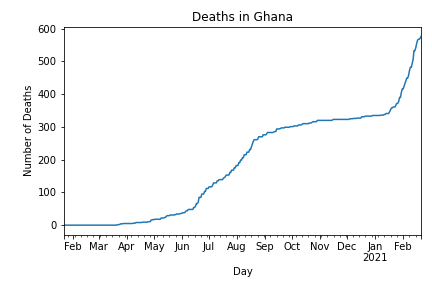 Deaths in Ghana
600
500
400
300
200
100
0
Number of Deaths
Feb Mar Apr May Jun Jul Aug Sep Oct Nov Dec Jan Feb
2021
Day